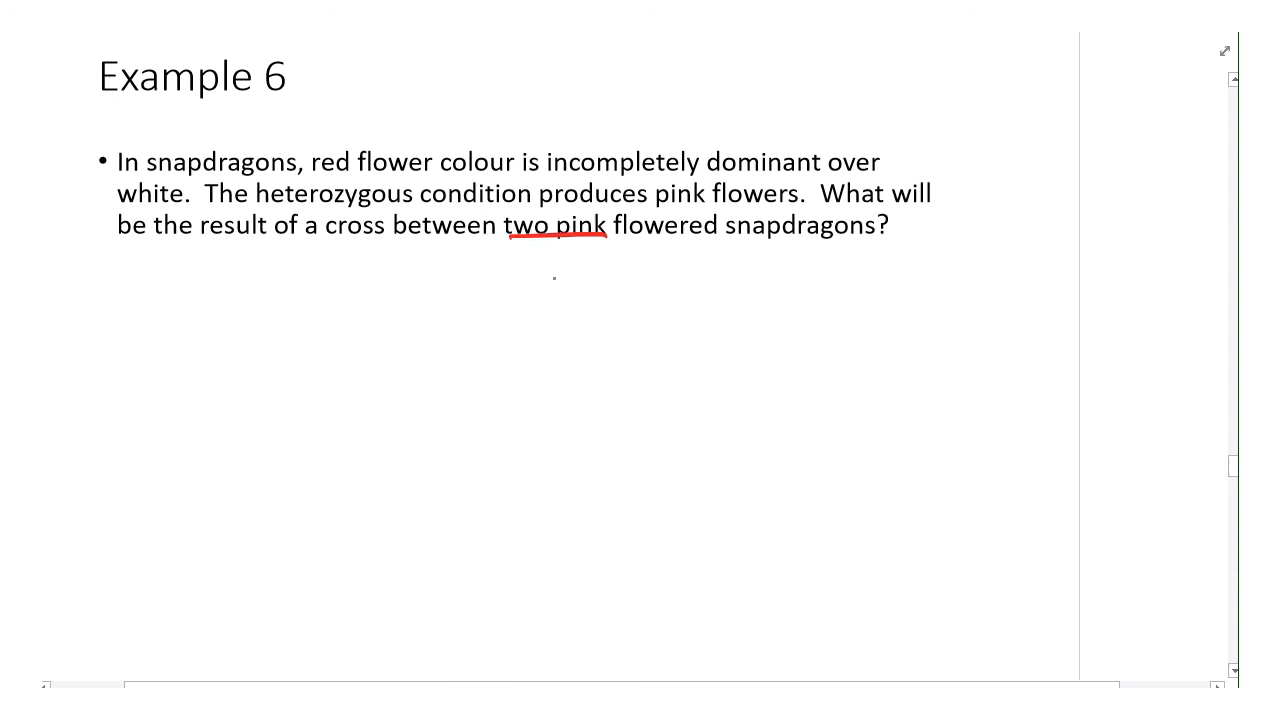 Example 6
• In snapdragons, red flower colour is incompletely dominant over
white.  The heterozygous condition produces pink flowers.  What will
be the result of a cross between two pink flowered snapdragons?